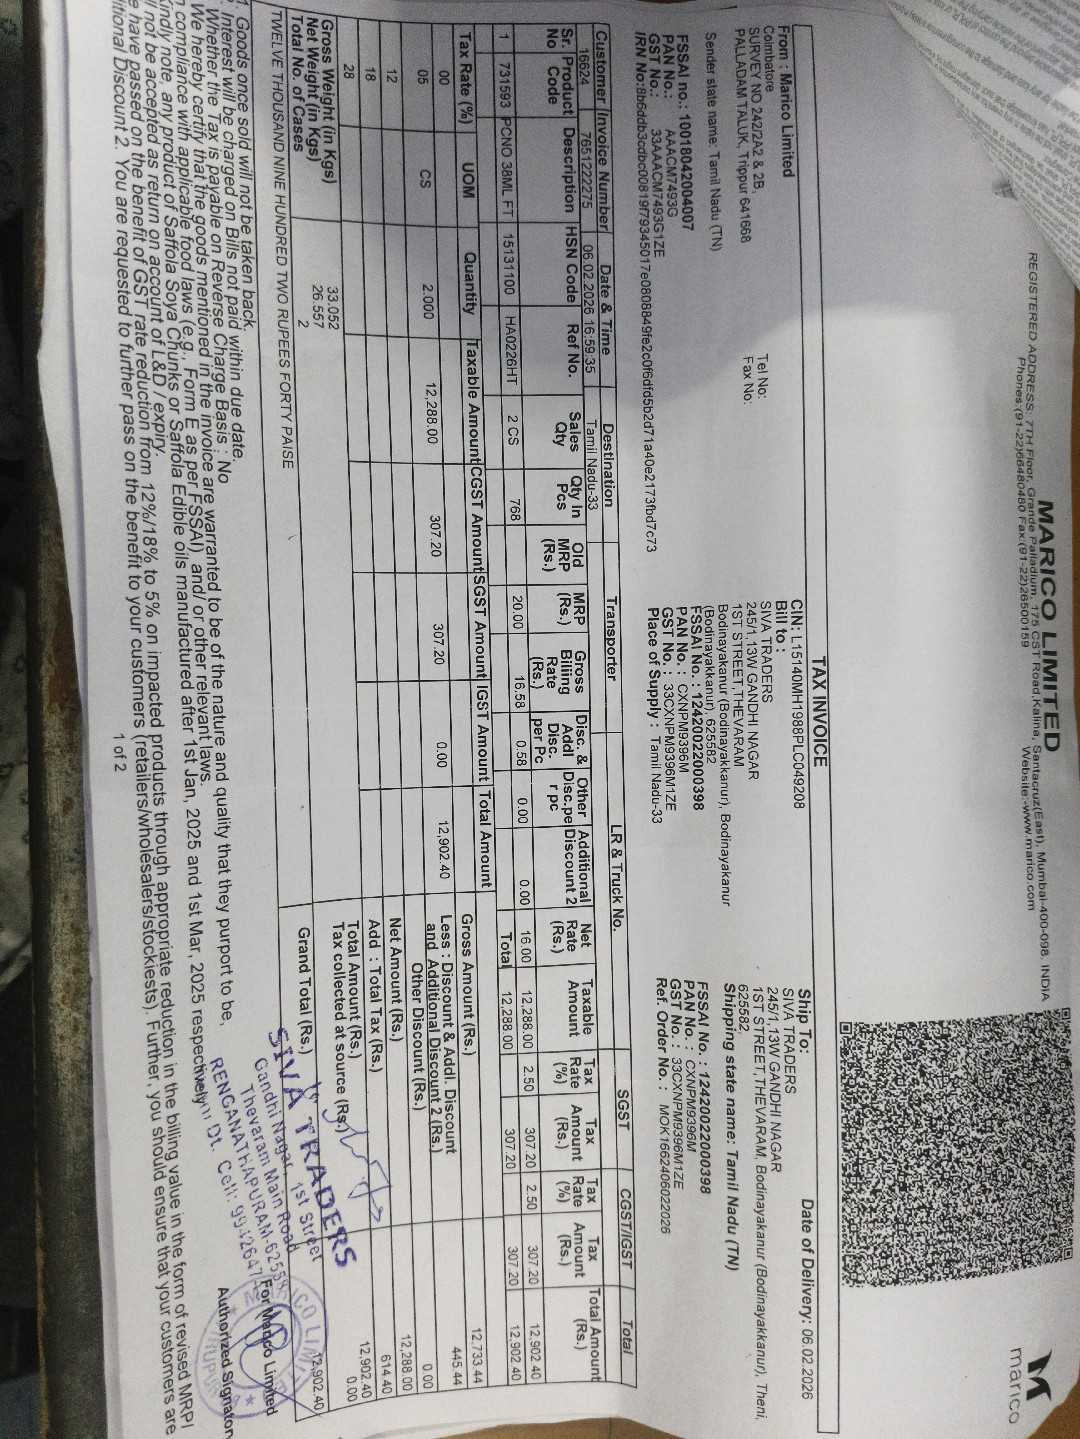 MARICO LIMITED
REGISTERED ADDRESS: 7TH Floor, Grande Palladium, 175 CST Road,Kalina, Santacruz(East), Mumbai-400-098. INDIA
Phones:(91-22)66480480 Fax:(91-22)26500159 Website:-www.marico.com
marico
TAX INVOICE
From : Marico Limited
Coimbatore
SURVEY NO 242/2A2 & 2B,
PALLADAM TALUK, Trippur 641668
Tel No:
Fax No:
Sender state name: Tamil Nadu (TN)
FSSAI no.: 10018042004007
PAN No.: AAACM7493G
GST No.: 33AAACM7493G1ZE
CIN: L15140MH1988PLC049208
Bill to :
SIVA TRADERS
245/1,13W GANDHI NAGAR
1ST STREET,THEVARAM
Bodinayakanur (Bodinayakkanur), Bodinayakanur
(Bodinayakkanur), 625582
FSSAI No. : 12420022000398
PAN No. : CXNPM9396M
GST No. : 33CXNPM9396M1ZE
Place of Supply : Tamil Nadu-33
Date of Delivery: 06.02.2026
Ship To:
SIVA TRADERS
245/1,13W GANDHI NAGAR
1ST STREET,THEVARAM, Bodinayakanur (Bodinayakkanur), Theni,
625582,
Shipping state name: Tamil Nadu (TN)
FSSAI No. : 12420022000398
PAN No. : CXNPM9396M
GST No. : 33CXNPM9396M1ZE
Ref. Order No. : MOK1662406022026
Customer Invoice Number Date & Time Destination Transporter LR & Truck No. SGST CGST/IGST Total
16624 7651222275 06.02.2026 16:59:35 Tamil Nadu-33
Sr. No Product Code Description HSN Code Ref No. Sales Qty Qty In Pcs Old MRP (Rs.) MRP (Rs.) Gross Billing Rate (Rs.) Disc. & Addl Disc. per Pc Other Disc.pe r pc Additional Discount 2 Net Rate (Rs.) Taxable Amount Tax Rate (%) Tax Amount (Rs.) Tax Rate (%) Tax Amount (Rs.) Total Amount (Rs.)
1 731593 PCNO 38ML FT 15131100 HA0226HT 2 CS 768 20.00 16.58 0.58 0.00 0.00 16.00 12,288.00 2.50 307.20 2.50 307.20 12,902.40
Total 12,288.00 307.20 307.20 12,902.40
Tax Rate (%) UOM Quantity Taxable Amount CGST Amount SGST Amount IGST Amount Total Amount
00
05 CS 2.000 12,288.00 307.20 307.20 0.00 12,902.40
12
18
28
Gross Amount (Rs.) 12,733.44
Less : Discount & Addl. Discount and Additional Discount 2 (Rs.) 445.44
Other Discount (Rs.) 0.00
Net Amount (Rs.) 12,288.00
Add : Total Tax (Rs.) 614.40
Total Amount (Rs.) 12,902.40
Tax collected at source (Rs.) 0.00
Grand Total (Rs.) 12,902.40
Gross Weight (in Kgs) 33.052
Net Weight (in Kgs) 26.557
Total No. of Cases 2
TWELVE THOUSAND NINE HUNDRED TWO RUPEES FORTY PAISE
SIVA TRADERS
Gandhi Nagar, 1st Street
Thevaram Main Road
For Marico Limited
Authorized Signatory
1. Goods once sold will not be taken back.
Interest will be charged on Bills not paid within due date.
Whether the Tax is payable on Reverse Charge Basis : No
We hereby certify that the goods mentioned in the invoice are warranted to be of the nature and quality that they purport to be,
compliance with applicable food laws (e.g., Form E as per FSSAI) and/ or other relevant laws.
Kindly note, any product of Saffola Soya Chunks or Saffola Edible oils manufactured after 1st Jan, 2025 and 1st Mar, 2025 respectively
not be accepted as return on account of L&D / expiry.
have passed on the benefit of GST rate reduction from 12%/18% to 5% on impacted products through appropriate reduction in the billing value in the form of revised MRP/
Discount 2. You are requested to further pass on the benefit to your customers (retailers/wholesalers/stockiests). Further, you should ensure that your customers are
1 of 2